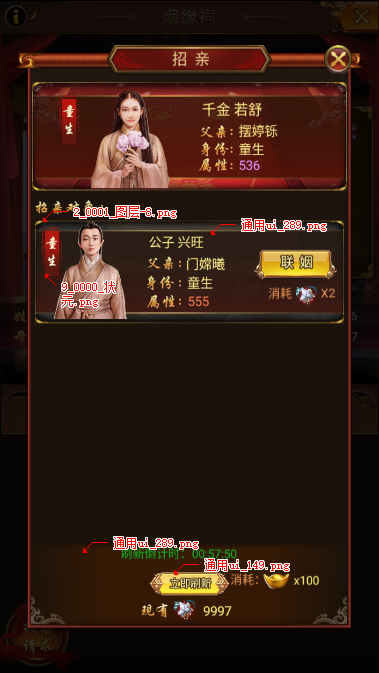 姻缘祠
招亲
童生
千金 若舒
父亲：摆婷铄
身份：童生
属性：536
招亲对象
2_0001_图层-8.png
通用ui_289.png
童生
公子 兴旺
父亲：门嫦曦
身份：童生
属性：555
联姻
消耗 X2
9_0000_状
元.png
通用ui_289.png
刷新倒计时：00:57:50
通用ui_149.png
立即刷新
消耗： x100
现有 9997
请求